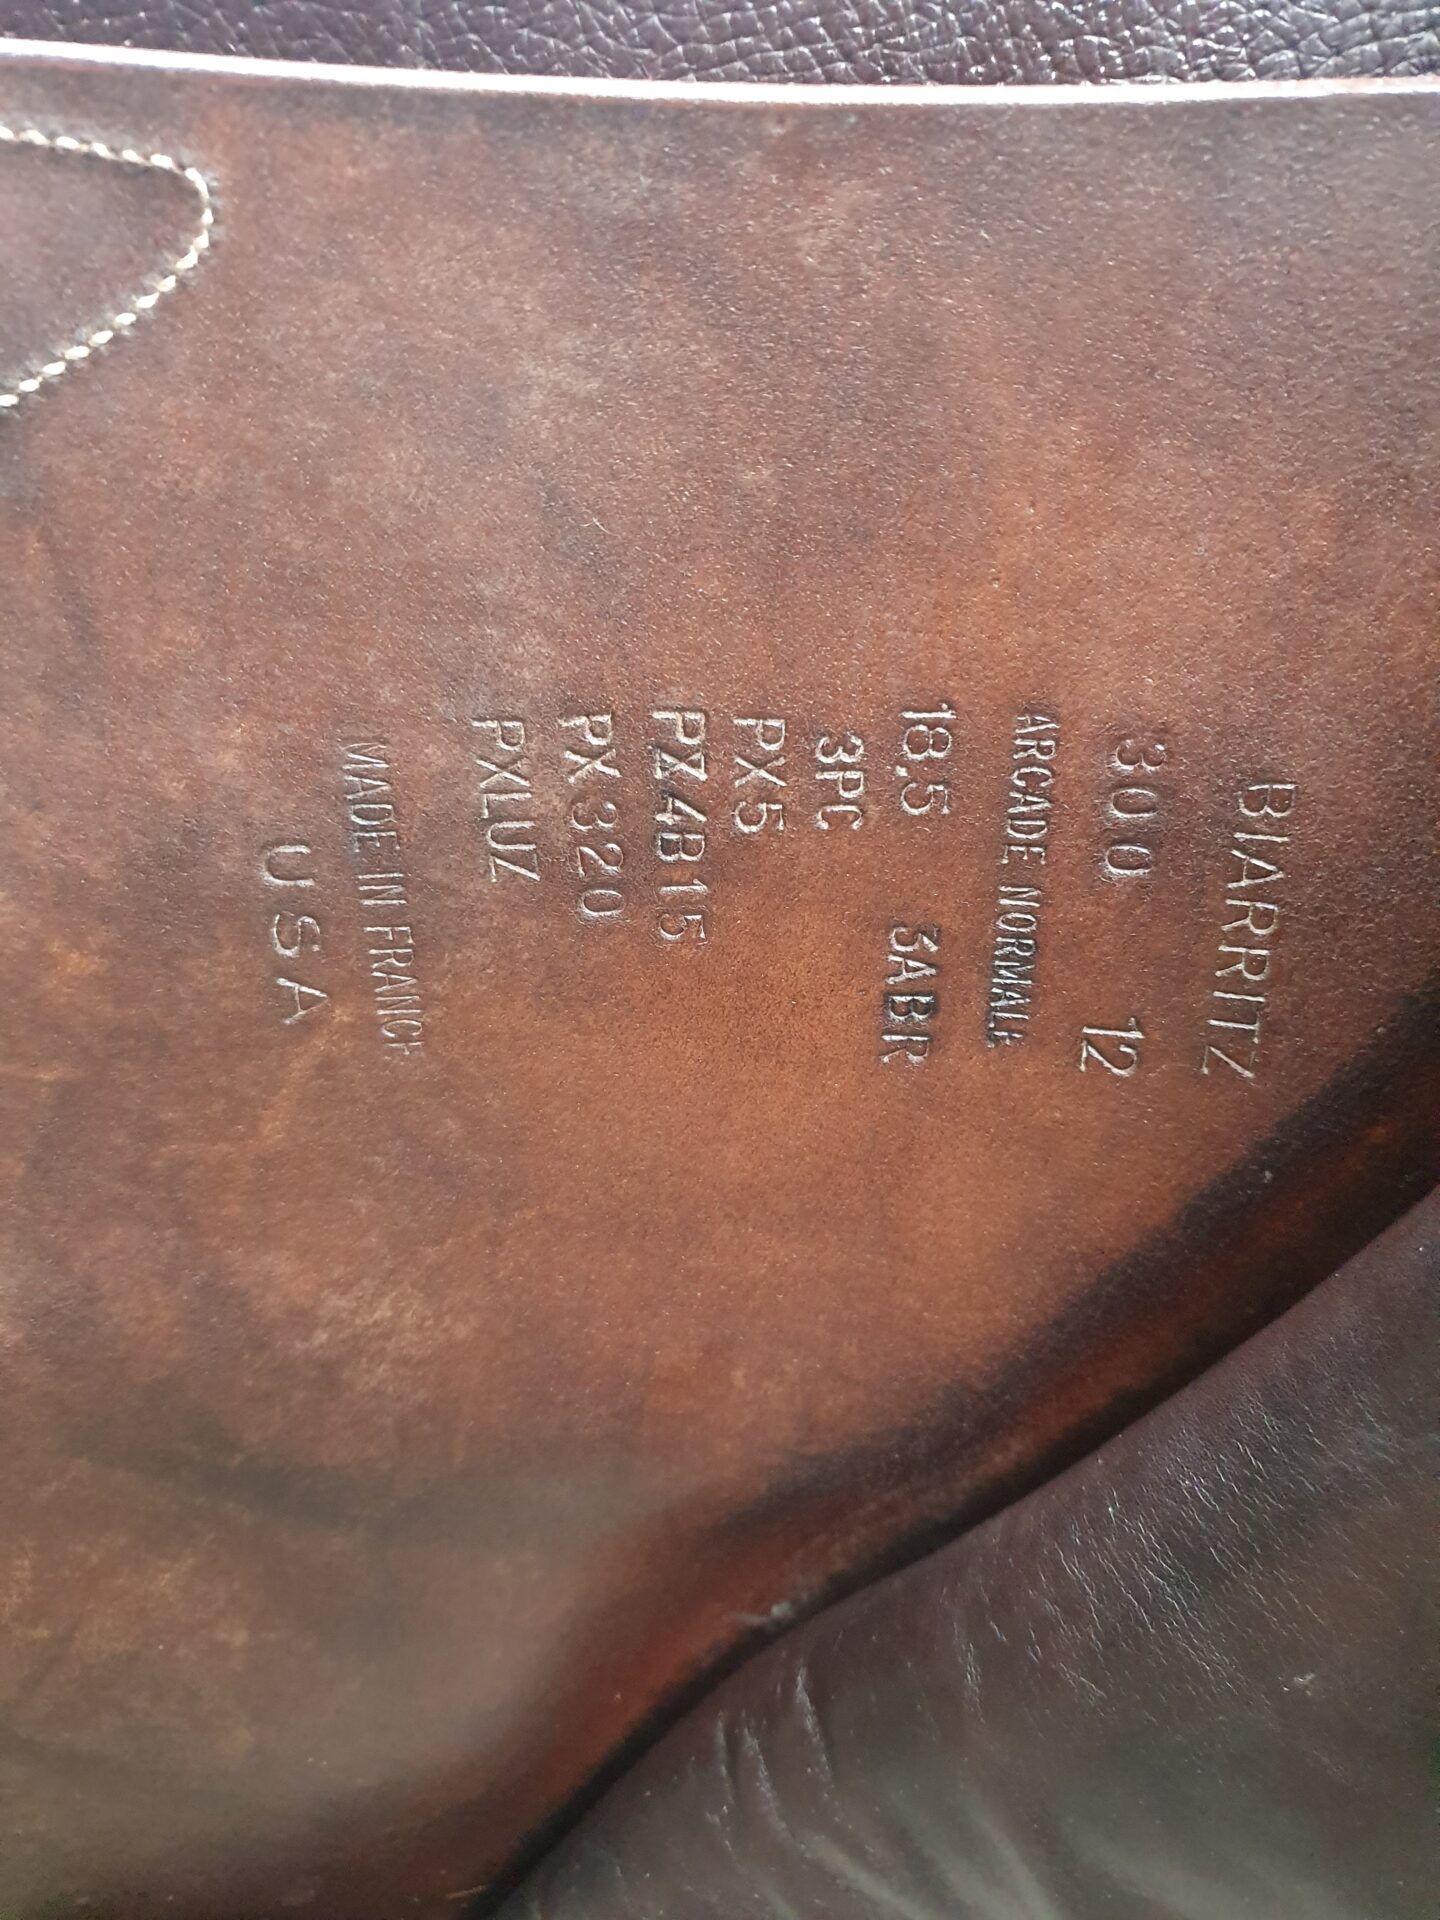 BIARRITZ
300 12
ARCADE NORMALE
18,5 3ABR
3PC
PX5
PZ4B15
PX320
PXLUZ
MADE IN FRANCE
USA